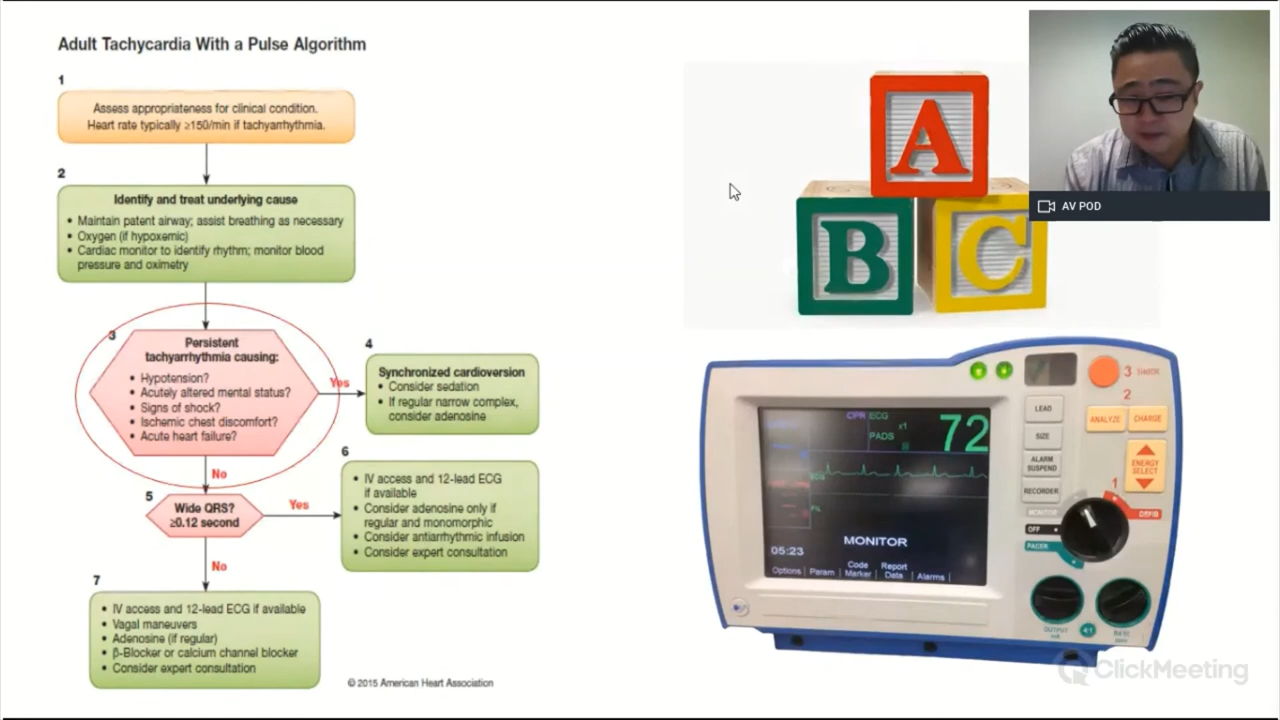 Adult Tachycardia With a Pulse Algorithm
1
Assess appropriateness for clinical condition.
Heart rate typically ≥150/min if tachyarrhythmia.
2
Identify and treat underlying cause
• Maintain patent airway; assist breathing as necessary
• Oxygen (if hypoxemic)
• Cardiac monitor to identify rhythm; monitor blood
pressure and oximetry
3
Persistent
tachyarrhythmia causing:
• Hypotension?
• Acutely altered mental status?
• Signs of shock?
• Ischemic chest discomfort?
• Acute heart failure?
Yes
4
Synchronized cardioversion
• Consider sedation
• If regular narrow complex,
consider adenosine
No
5
Wide QRS?
≥0.12 second
Yes
6
• IV access and 12-lead ECG
if available
• Consider adenosine only if
regular and monomorphic
• Consider antiarrhythmic infusion
• Consider expert consultation
No
7
• IV access and 12-lead ECG if available
• Vagal maneuvers
• Adenosine (if regular)
• β-Blocker or calcium channel blocker
• Consider expert consultation
© 2015 American Heart Association
A
B
C
AV POD
CPR
ECG
x1
PADS
72
ECG
MONITOR
05:23
Options
Param
Code
Marker
Report
Data
Alarms
LEAD
SIZE
ALARM
SUSPEND
RECORDER
MONITOR
OFF
PACER
3
2
ANALYZE
CHARGE
ENERGY
SELECT
1
DEFIB
OUTPUT
mA
4:1
RATE
ClickMeeting